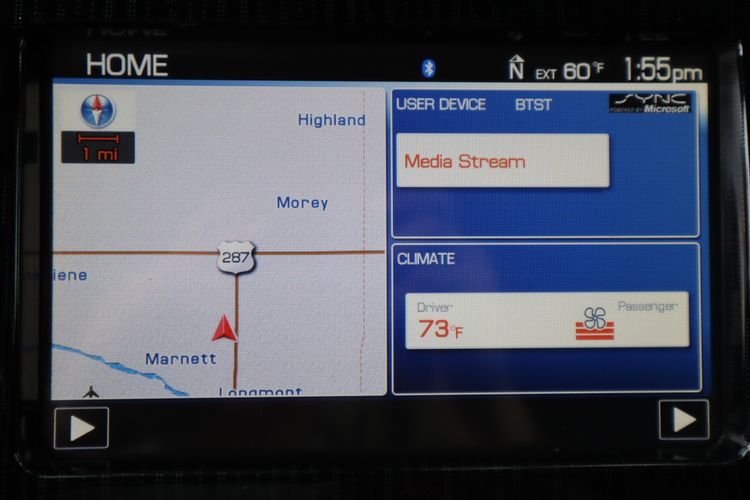 HOME
N EXT 60°F 1:55pm
1 mi
Highland
Morey
287
Marnett
Longmont
USER DEVICE BTST
SYNC
POWERED BY Microsoft
Media Stream
CLIMATE
Driver Passenger
73°F